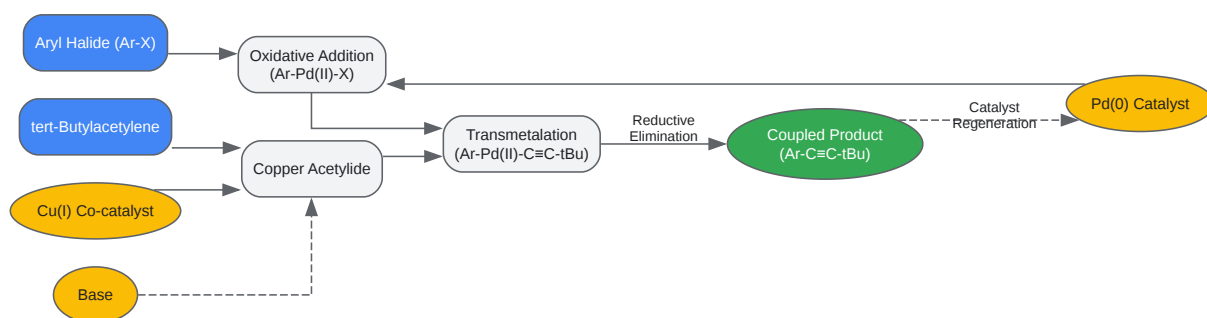 Aryl Halide (Ar-X)
Oxidative Addition
(Ar-Pd(II)-X)
Pd(0) Catalyst
tert-Butylacetylene
Transmetalation
(Ar-Pd(II)-C≡C-tBu)
Reductive
Elimination
Coupled Product
(Ar-C≡C-tBu)
Catalyst
Regeneration
Copper Acetylide
Cu(I) Co-catalyst
Base